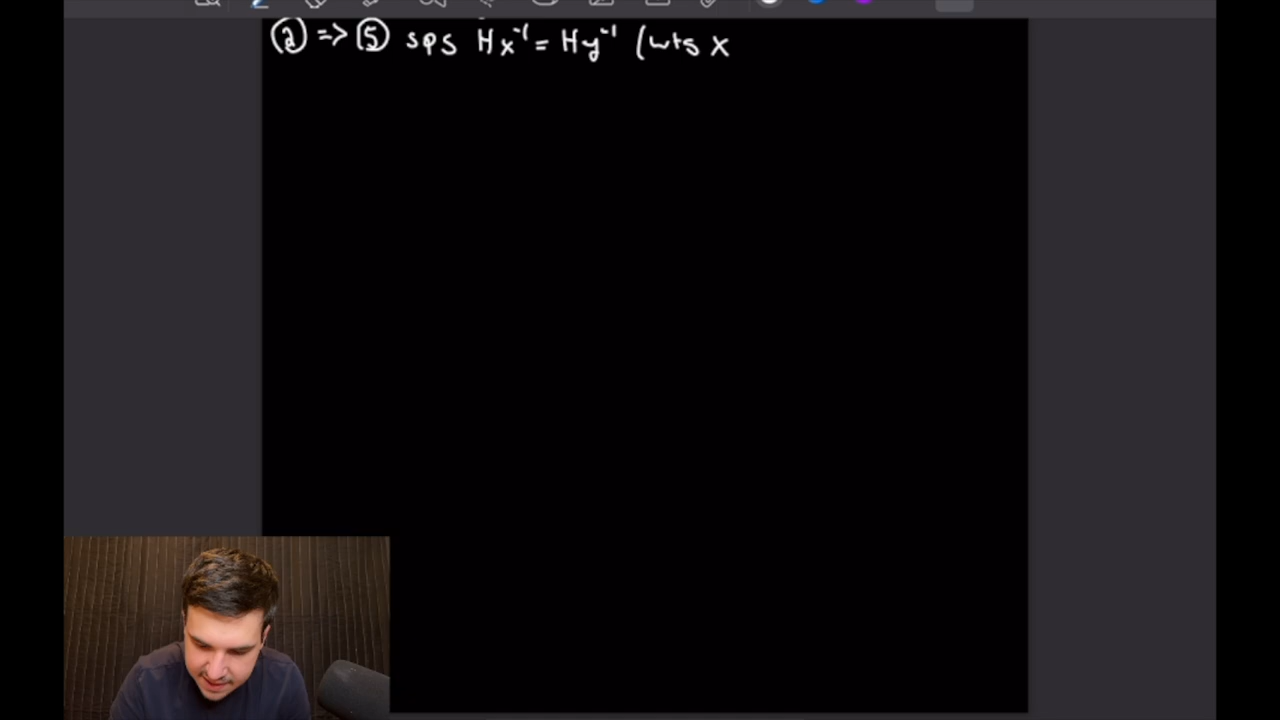 ② => ⑤ sps Hx⁻¹ = Hy⁻¹ (wts x